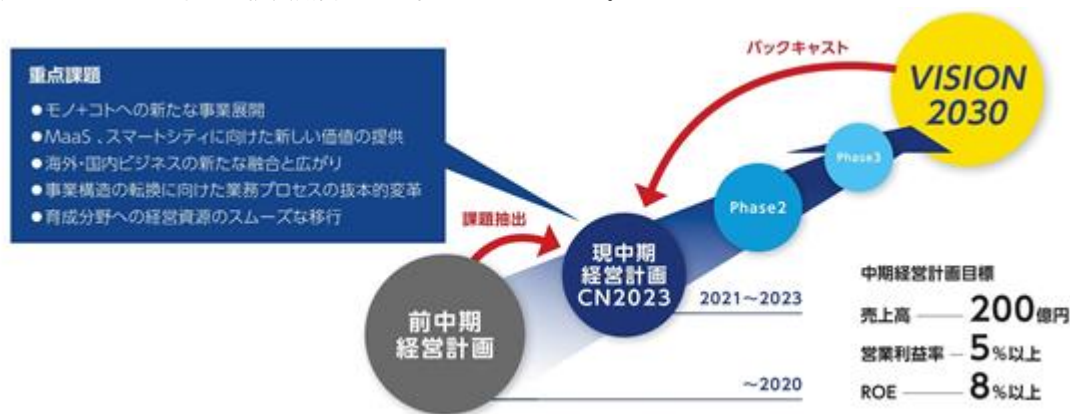 重点課題
●モノ+コトへの新たな事業展開
●MaaS、スマートシティに向けた新しい価値の提供
●海外・国内ビジネスの新たな融合と広がり
●事業構造の転換に向けた業務プロセスの抜本的変革
●育成分野への経営資源のスムーズな移行
バックキャスト
VISION
2030
Phase3
Phase2
課題抽出
現中期
経営計画
CN2023
2021〜2023
前中期
経営計画
〜2020
中期経営計画目標
売上高 200億円
営業利益率 5%以上
ROE 8%以上